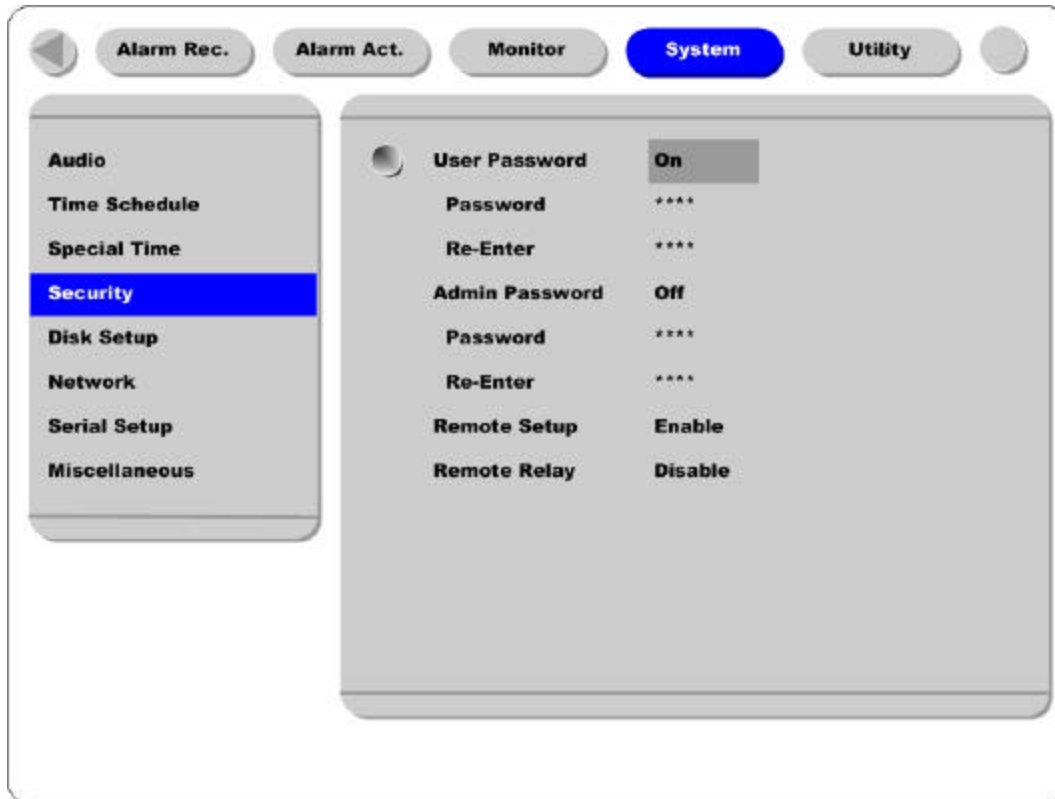 Alarm Rec. Alarm Act. Monitor System Utility
Audio
Time Schedule
Special Time
Security
Disk Setup
Network
Serial Setup
Miscellaneous
User Password On
Password ****
Re-Enter ****
Admin Password Off
Password ****
Re-Enter ****
Remote Setup Enable
Remote Relay Disable